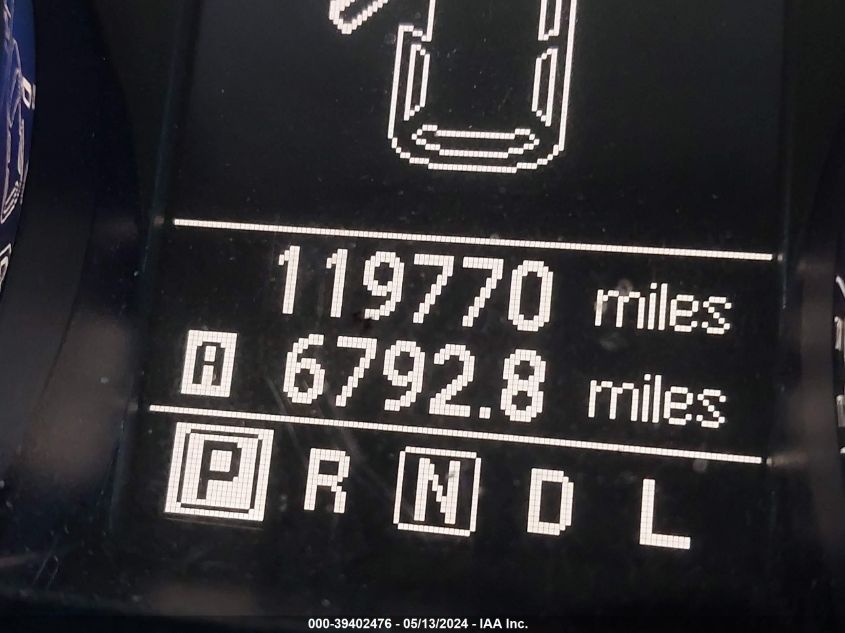 119770 miles
A 6792.8 miles
P R N D L
000-39402476 - 05/13/2024 - IAA Inc.